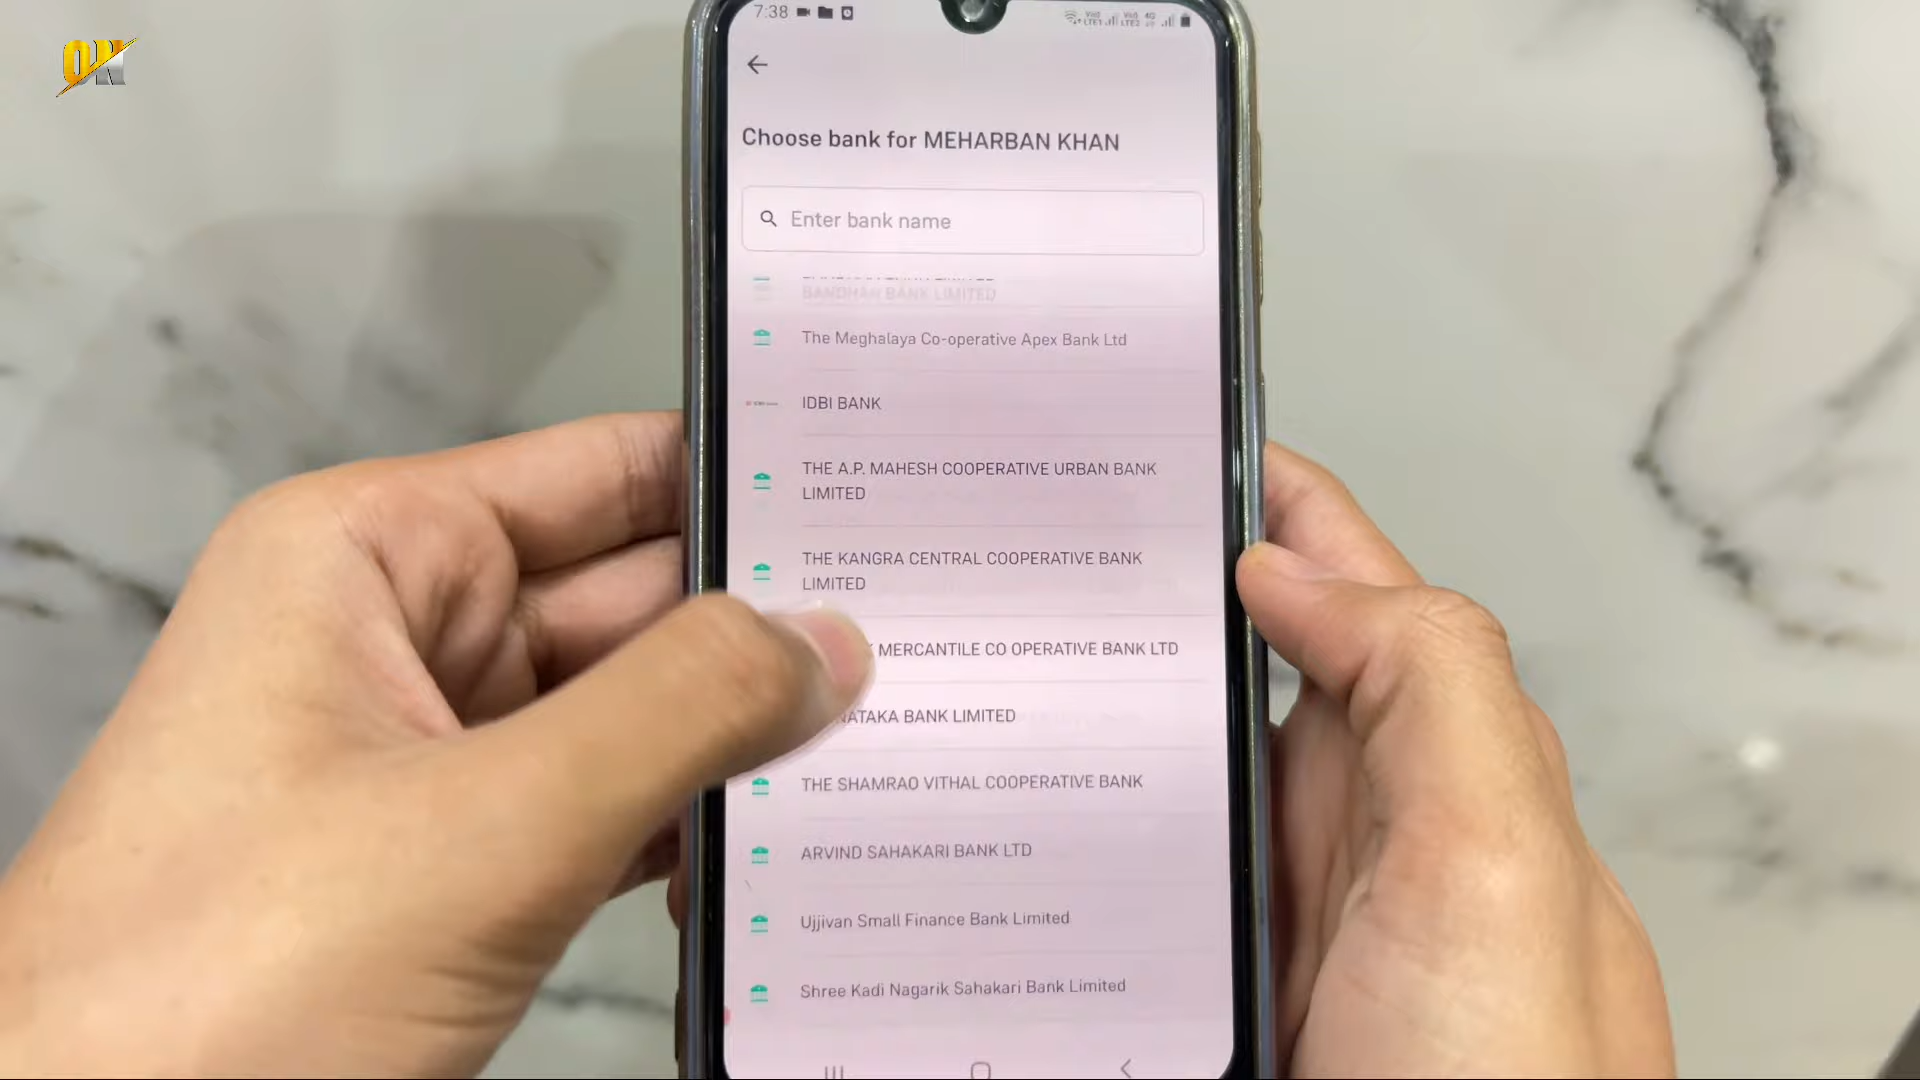 7:38
OK
Choose bank for MEHARBAN KHAN
Enter bank name
BANDHAN BANK LIMITED
The Meghalaya Co-operative Apex Bank Ltd
IDBI BANK
THE A.P. MAHESH COOPERATIVE URBAN BANK
LIMITED
THE KANGRA CENTRAL COOPERATIVE BANK
LIMITED
MERCANTILE CO OPERATIVE BANK LTD
BANK LIMITED
THE SHAMRAO VITHAL COOPERATIVE BANK
ARVIND SAHAKARI BANK LTD
Ujjivan Small Finance Bank Limited
Shree Kadi Nagarik Sahakari Bank Limited